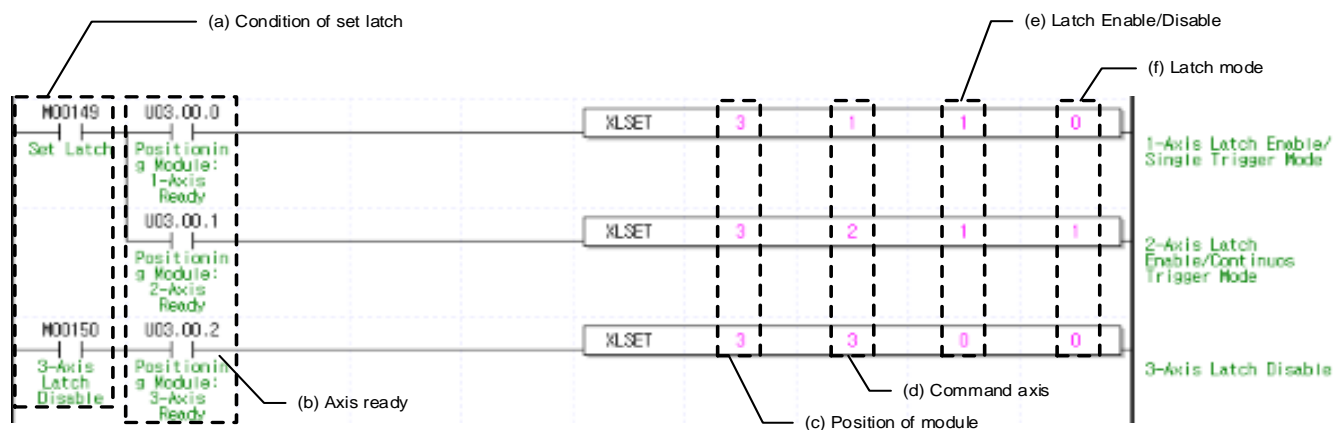 (a) Condition of set latch
(e) Latch Enable/Disable
(f) Latch mode
M00149 U03.00.0
XLSET 3 1 1 0
Set Latch
Positionin
g Module:
1-Axis
Ready
1-Axis Latch Enable/
Single Trigger Mode
U03.00.1
XLSET 3 2 1 1
Positionin
g Module:
2-Axis
Ready
2-Axis Latch
Enable/Continuos
Trigger Mode
M00150 U03.00.2
XLSET 3 3 0 0
3-Axis
Latch
Disable
Positionin
g Module:
3-Axis
Ready
3-Axis Latch Disable
(b) Axis ready
(d) Command axis
(c) Position of module